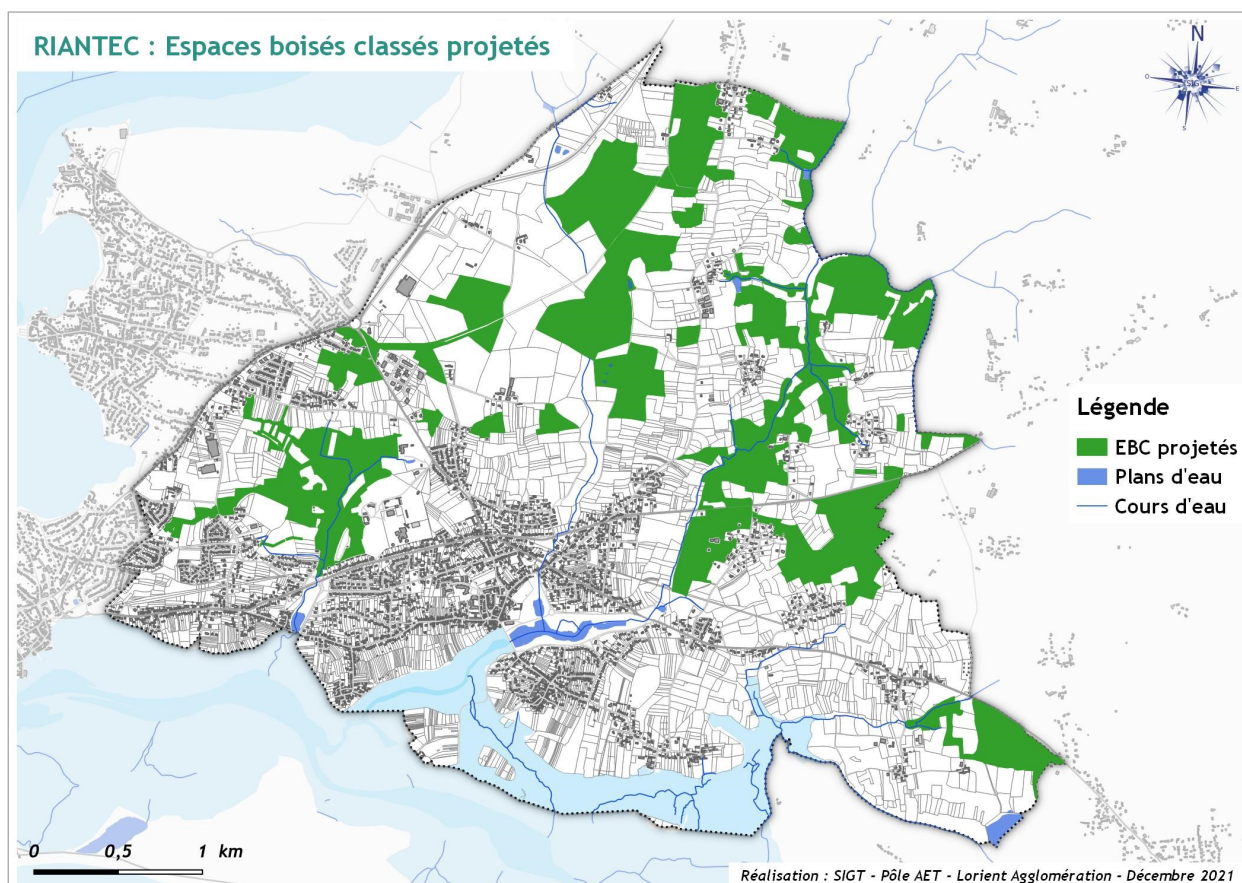 RIANTEC : Espaces boisés classés projetés
N
O
SIG
E
S
Légende
EBC projetés
Plans d'eau
Cours d'eau
0 0,5 1 km
Réalisation : SIGT - Pôle AET - Lorient Agglomération - Décembre 2021